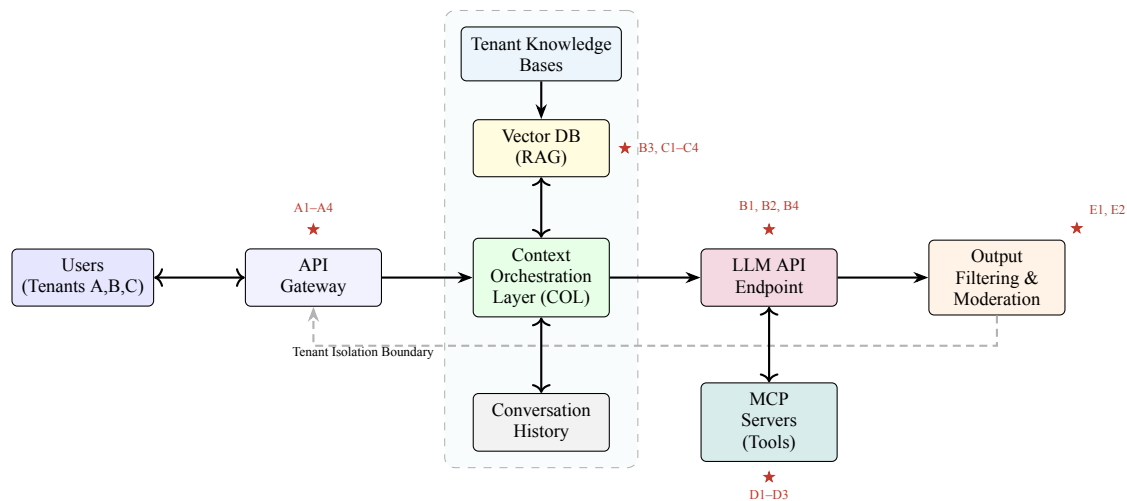 Tenant Knowledge
Bases
Vector DB
(RAG)
B3, C1–C4
A1–A4
B1, B2, B4
E1, E2
Users
(Tenants A,B,C)
API
Gateway
Context
Orchestration
Layer (COL)
LLM API
Endpoint
Output
Filtering &
Moderation
Tenant Isolation Boundary
Conversation
History
MCP
Servers
(Tools)
D1–D3